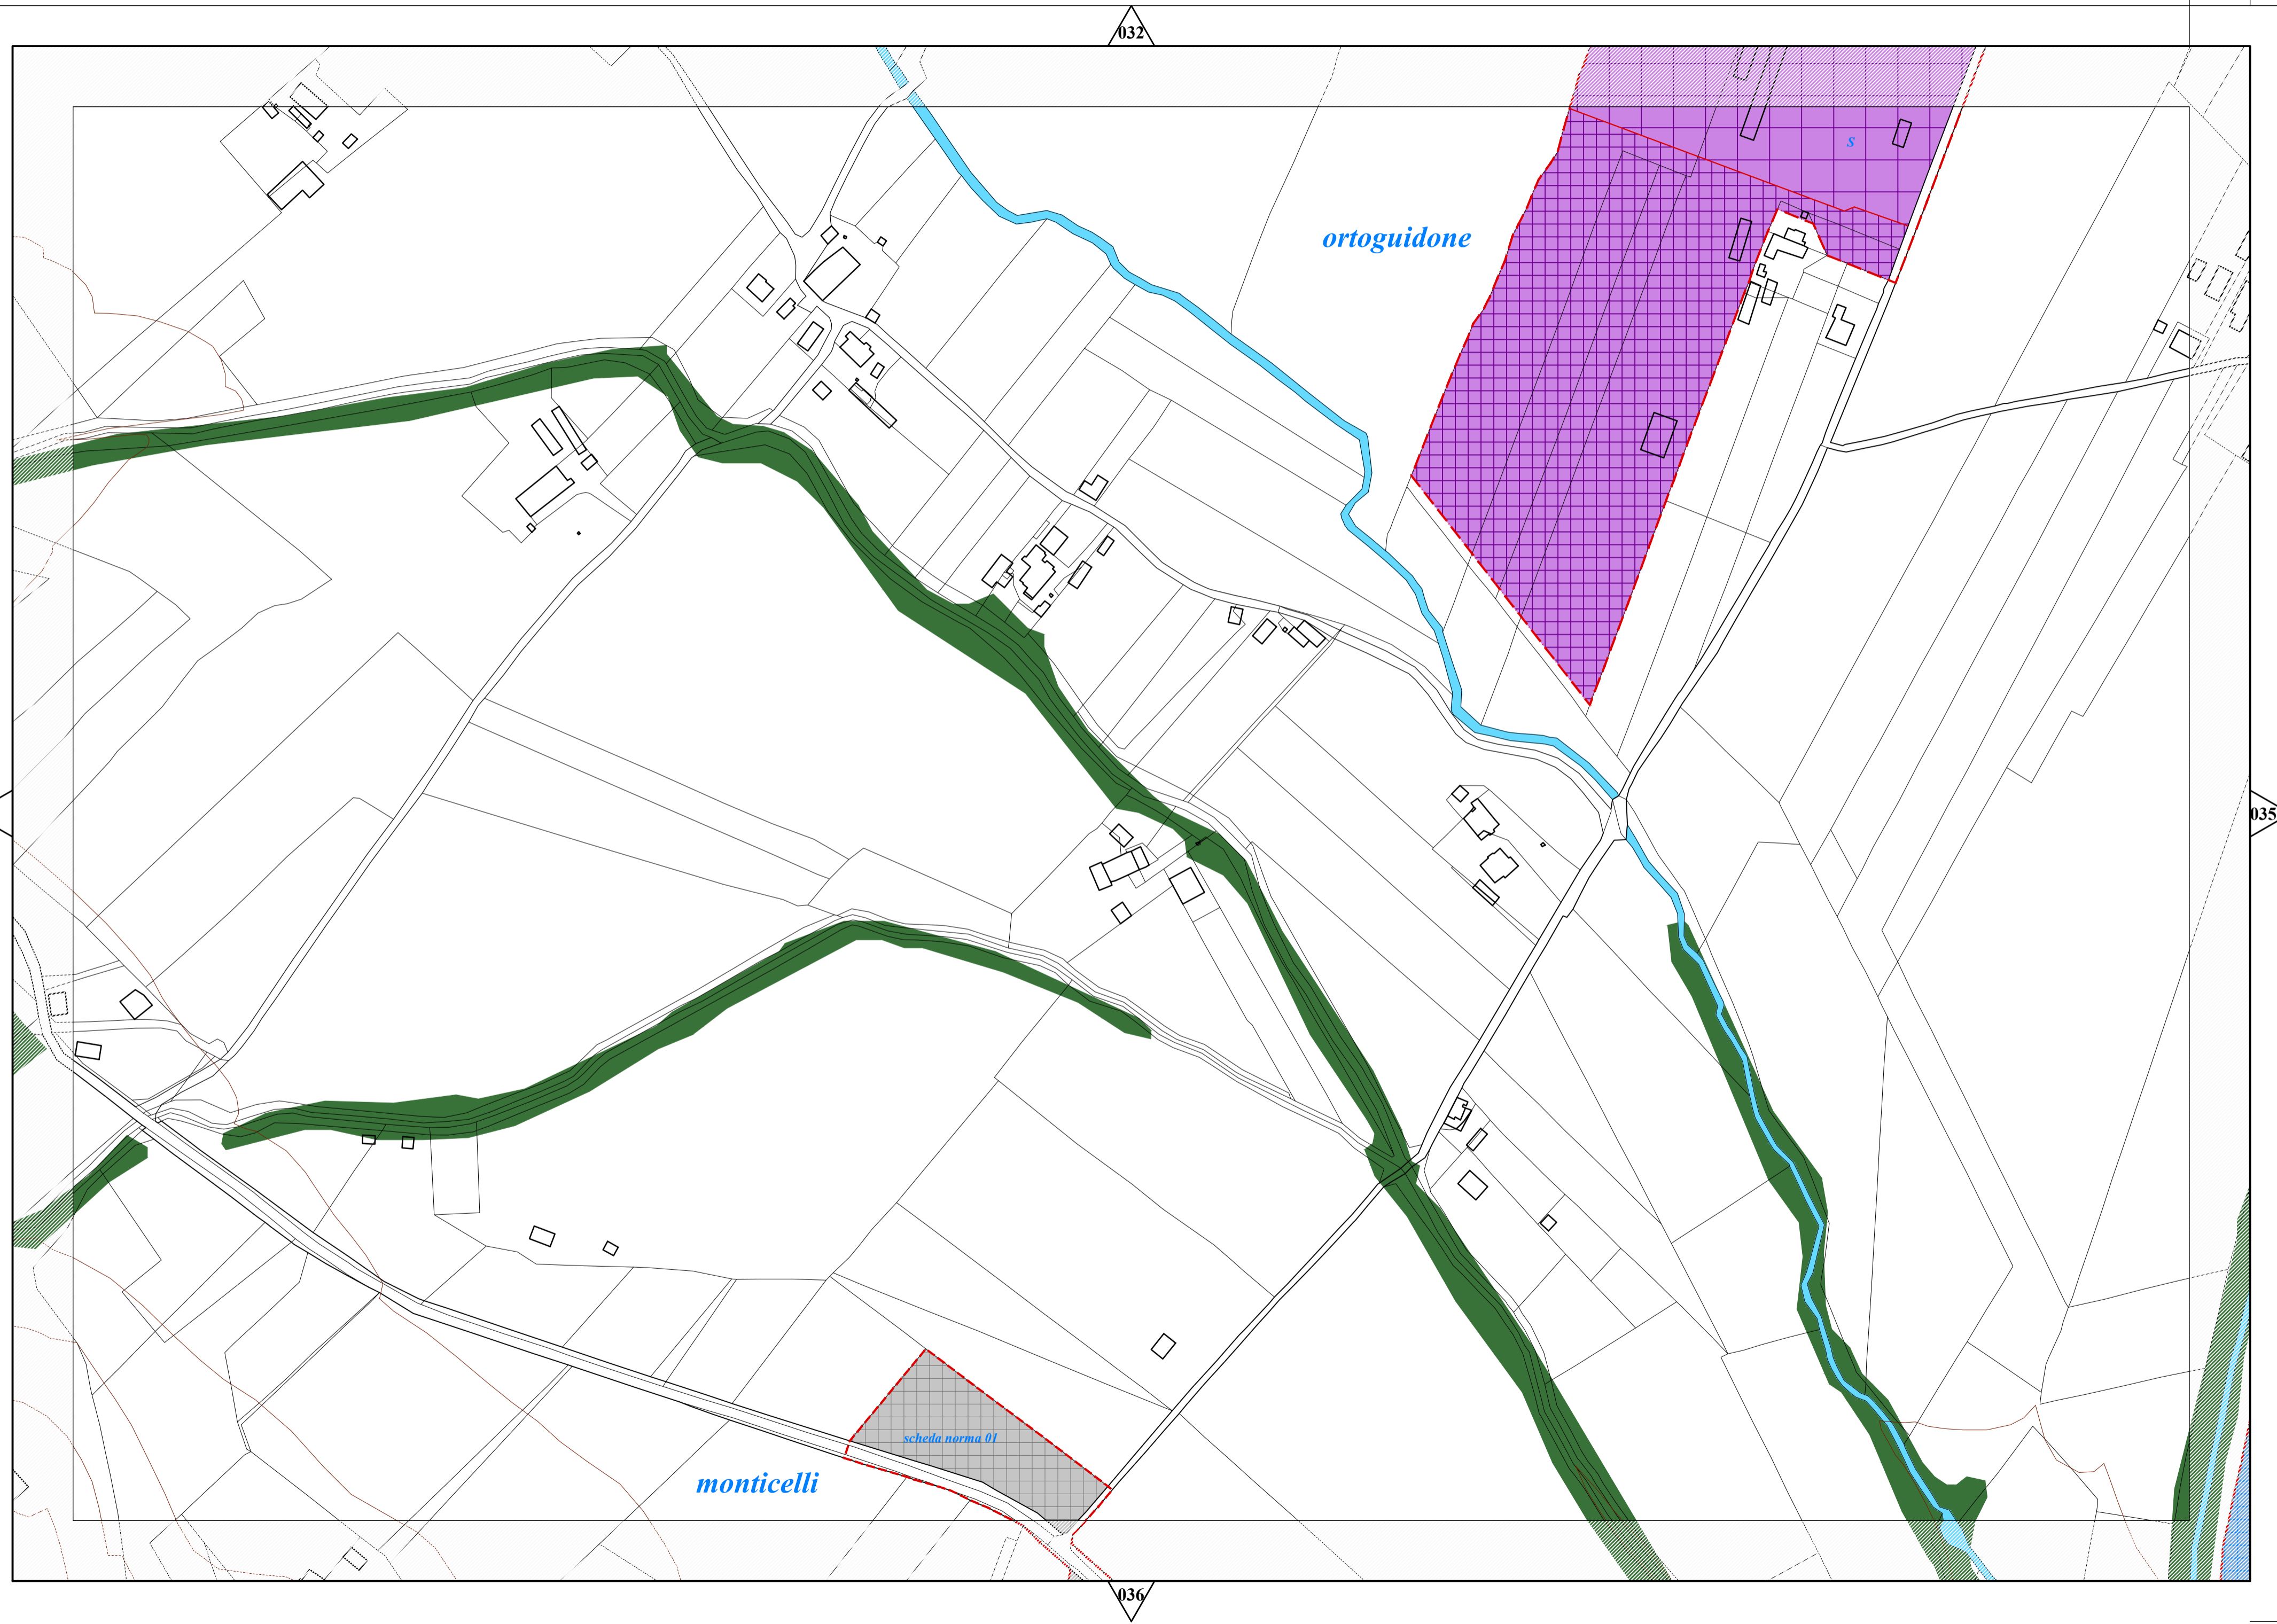 032
s
ortoguidone
035
scheda norma 01
monticelli
036